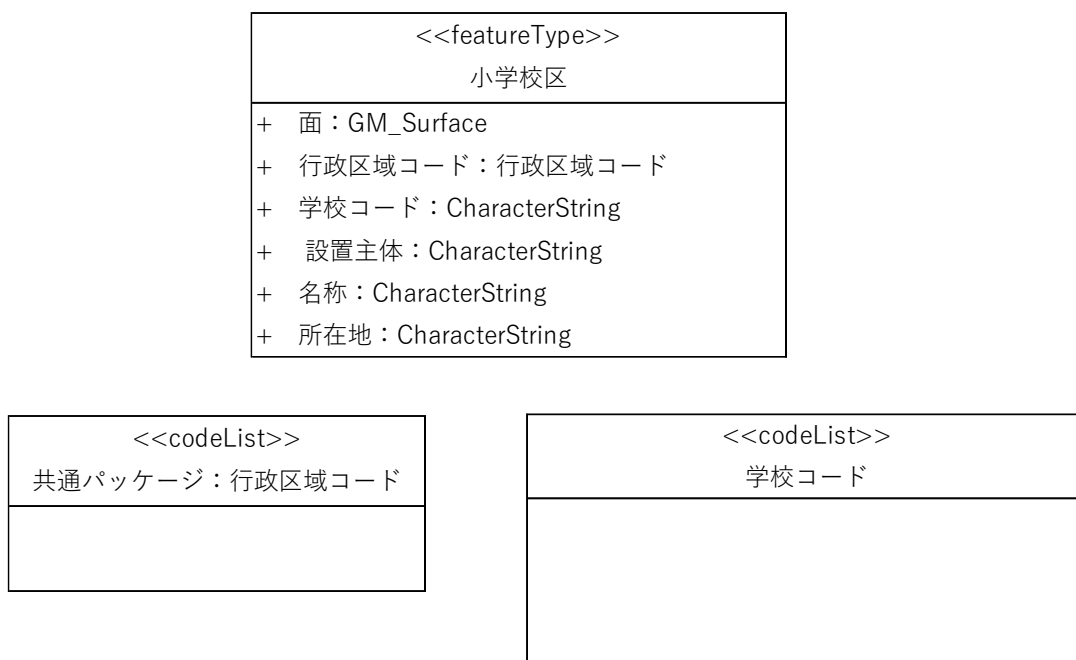 <<featureType>>
小学校区
+ 面：GM_Surface
+ 行政区域コード：行政区域コード
+ 学校コード：CharacterString
+ 設置主体：CharacterString
+ 名称：CharacterString
+ 所在地：CharacterString
<<codeList>>
共通パッケージ：行政区域コード
<<codeList>>
学校コード